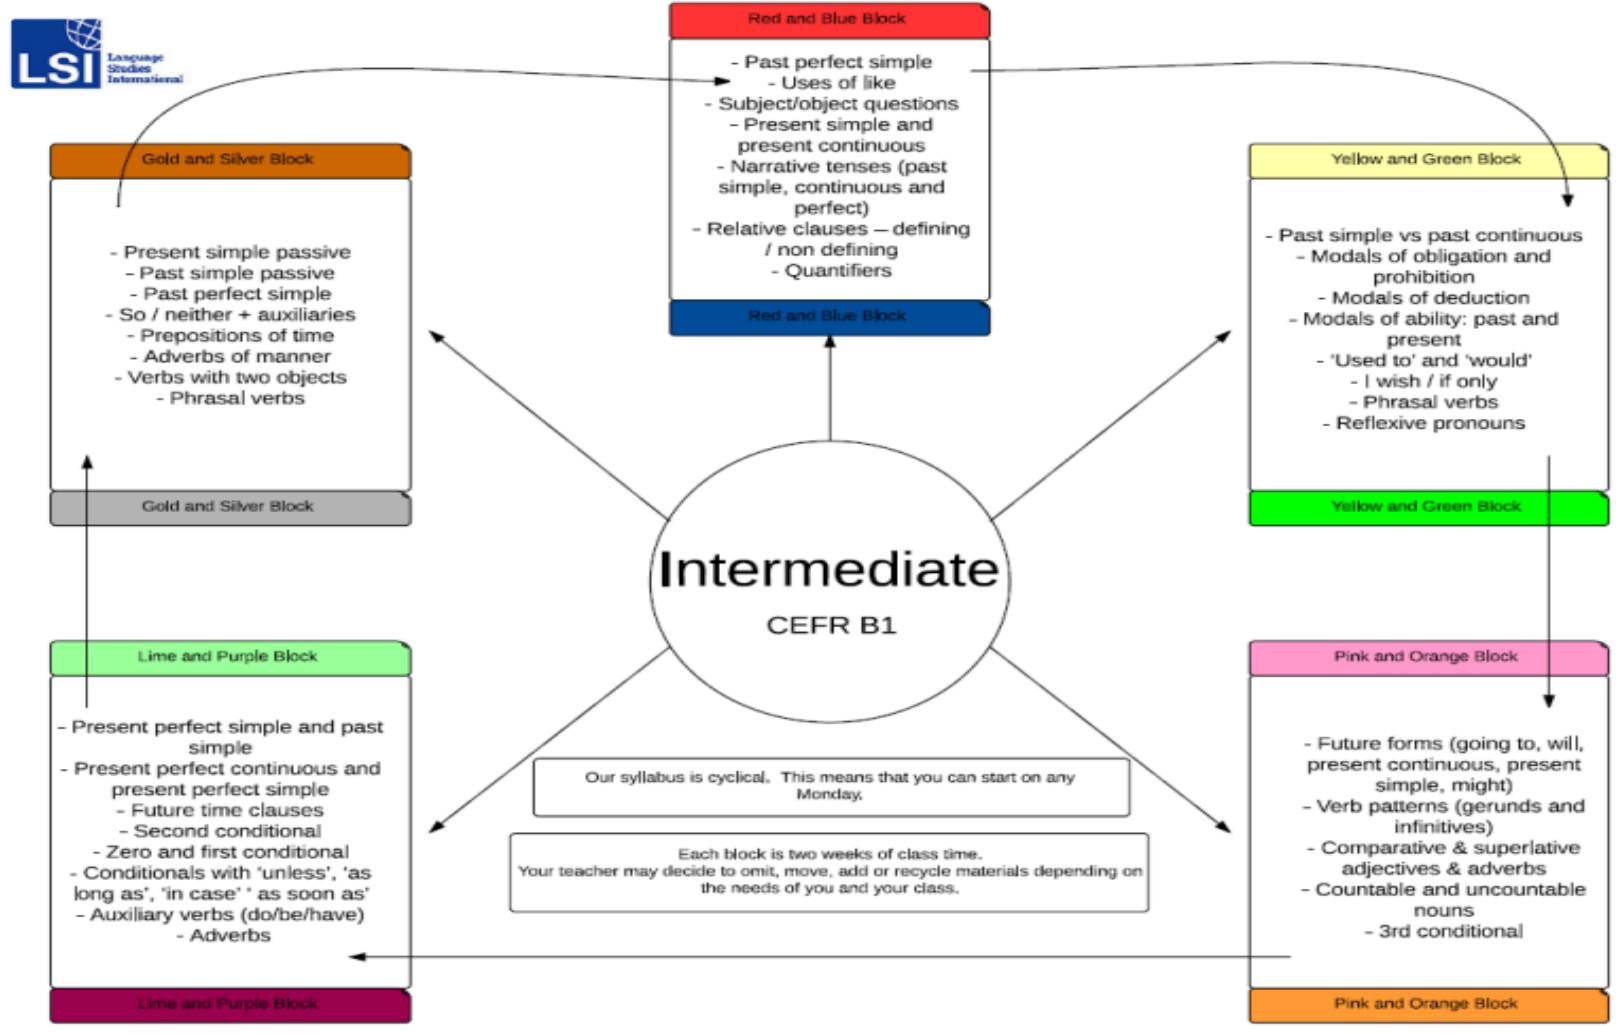 LSI
Language
Studies
International
Red and Blue Block
- Past perfect simple
- Uses of like
- Subject/object questions
- Present simple and
present continuous
- Narrative tenses (past
simple, continuous and
perfect)
- Relative clauses – defining
/ non defining
- Quantifiers
Red and Blue Block
Gold and Silver Block
- Present simple passive
- Past simple passive
- Past perfect simple
- So / neither + auxiliaries
- Prepositions of time
- Adverbs of manner
- Verbs with two objects
- Phrasal verbs
Gold and Silver Block
Yellow and Green Block
- Past simple vs past continuous
- Modals of obligation and
prohibition
- Modals of deduction
- Modals of ability: past and
present
- ‘Used to’ and ‘would’
- I wish / if only
- Phrasal verbs
- Reflexive pronouns
Yellow and Green Block
Intermediate
CEFR B1
Lime and Purple Block
- Present perfect simple and past
simple
- Present perfect continuous and
present perfect simple
- Future time clauses
- Second conditional
- Zero and first conditional
- Conditionals with ‘unless’, ‘as
long as’, ‘in case’ ‘ as soon as’
- Auxiliary verbs (do/be/have)
- Adverbs
Lime and Purple Block
Our syllabus is cyclical. This means that you can start on any
Monday.
Each block is two weeks of class time.
Your teacher may decide to omit, move, add or recycle materials depending on
the needs of you and your class.
Pink and Orange Block
- Future forms (going to, will,
present continuous, present
simple, might)
- Verb patterns (gerunds and
infinitives)
- Comparative & superlative
adjectives & adverbs
- Countable and uncountable
nouns
- 3rd conditional
Pink and Orange Block